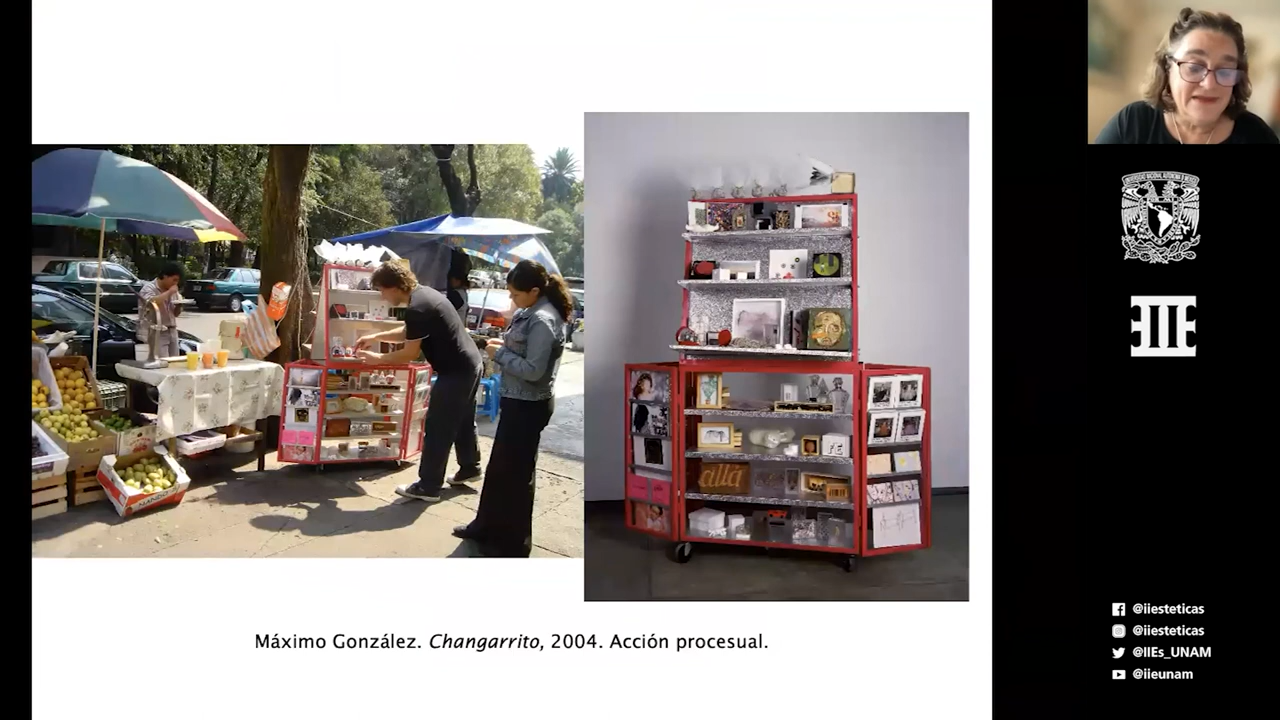 Máximo González. Changarrito, 2004. Acción procesual.
allá
@iiesteticas
@iiesteticas
@IIEs_UNAM
@iieunam